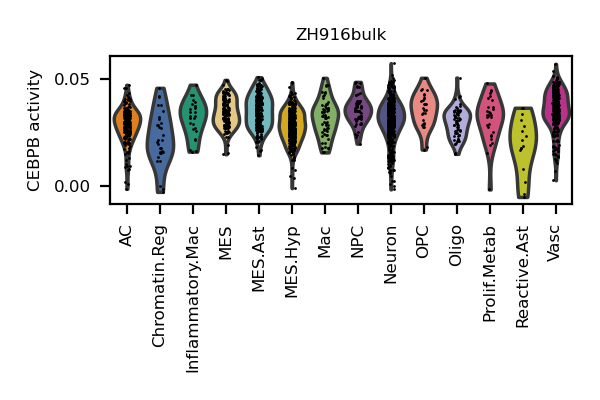 ZH916bulk
CEBPB activity
0.05
0.00
AC
Chromatin.Reg
Inflammatory.Mac
MES
MES.Ast
MES.Hyp
Mac
NPC
Neuron
OPC
Oligo
Prolif.Metab
Reactive.Ast
Vasc